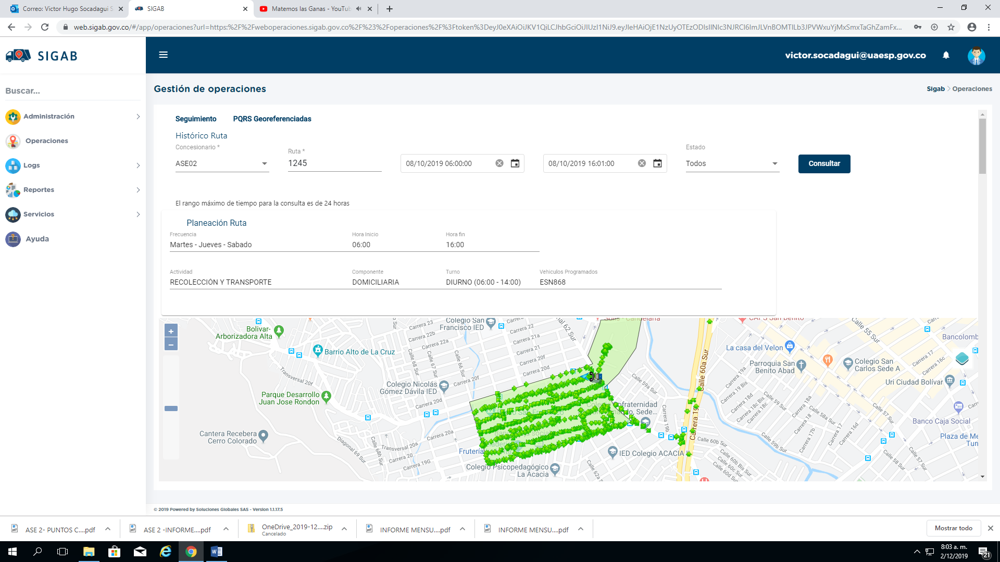 Correo: Victor Hugo Socadagui S
SIGAB
Matemos las Ganas - YouTub
web.sigab.gov.co/#/app/operaciones?url=https:%2F%2Fweboperaciones.sigab.gov.co%2F%23%2Foperaciones%2F%3Ftoken%3DeyJ0eXAiOiJKV1QiLCJhbGciOiJIUzI1NiJ9.eyJleHAiOjE1NzUyOTEzODIsIlNlc3NJRCI6ImJLVnBOMTlLb3JPVWxuYjMxSmxTaGhZamFx...
SIGAB
victor.socadagui@uaesp.gov.co
Buscar...
Administración
Operaciones
Logs
Reportes
Servicios
Ayuda
Gestión de operaciones
Sigab > Operaciones
Seguimiento
PQRS Georeferenciadas
Histórico Ruta
Concesionario *
ASE02
Ruta *
1245
08/10/2019 06:00:00
08/10/2019 16:01:00
Estado
Todos
Consultar
El rango máximo de tiempo para la consulta es de 24 horas
Planeación Ruta
Frecuencia
Martes - Jueves - Sabado
Hora Inicio
06:00
Hora fin
16:00
Actividad
RECOLECCIÓN Y TRANSPORTE
Componente
DOMICILIARIA
Turno
DIURNO (06:00 - 14:00)
Vehiculos Programados
ESN868
+
−
Bolivar-
Arborizadora Alta
Barrio Alto de La Cruz
Colegio San
Francisco IED
Carrera 23
Carrera 22
Carrera 22b
Carrera 22a
Carrera 21a
Carrera 21
Carrera 20f
Carrera 20f
Carrera 20d
Calle 68 Sur
Calle 67 Sur
Calle 66 Sur
Calle 62 Sur
Transversal 20f
Colegio Nicolás
Gómez Dávila IED
Parque Desarrollo
Juan Jose Rondon
Carrera 20d
Cantera Recebera
Cerro Colorado
Carrera 20a
Transversal 20a
Diagonal 69 Sur
Calle 66h Sur
Carrera 20
Carrera 19G
Frutería
Colegio Psicopedagógico
La Acacia
Calle 62a
Cofraternidad
Sede...
Calle 59a Sur
Carrera 19b
IED Colegio ACACIA II
Calle 60a Sur
Carrera 19
Calle 60b Sur
Calle 60b Bis Sur
Calle 60c Sur
Calle 60d Sur
CAPS San Benito
La casa del Velon
Parroquia San
Benito Abad
Colegio San
Carlos Sede A
Calle 55 Sur
Bancolomb
Carrera 17
Carrera 16c
Uri Ciudad Bolívar
Carrera 19a
Carrera 19 Bis
Carrera 18d
Carrera 18c Bis
Carrera 18c
Carrera 18b
Calle 59 Sur
Carrera 18a
Carrera 18
Carrera 17b
Calle 58a Sur
Carrera 17
Carrera 16d
Calle 57 Sur
Calle 59b Sur
Calle 58 Sur
Calle 57
Banco Caja Social
Plaza de Me
Tun
© 2019 Powered by Soluciones Globales SAS - Version 1.1.17.5
ASE 2- PUNTOS C....pdf
ASE 2 -INFORME....pdf
OneDrive_2019-12....zip
Cancelado
INFORME MENSU....pdf
INFORME MENSU....pdf
Mostrar todo
8:03 a. m.
2/12/2019
21